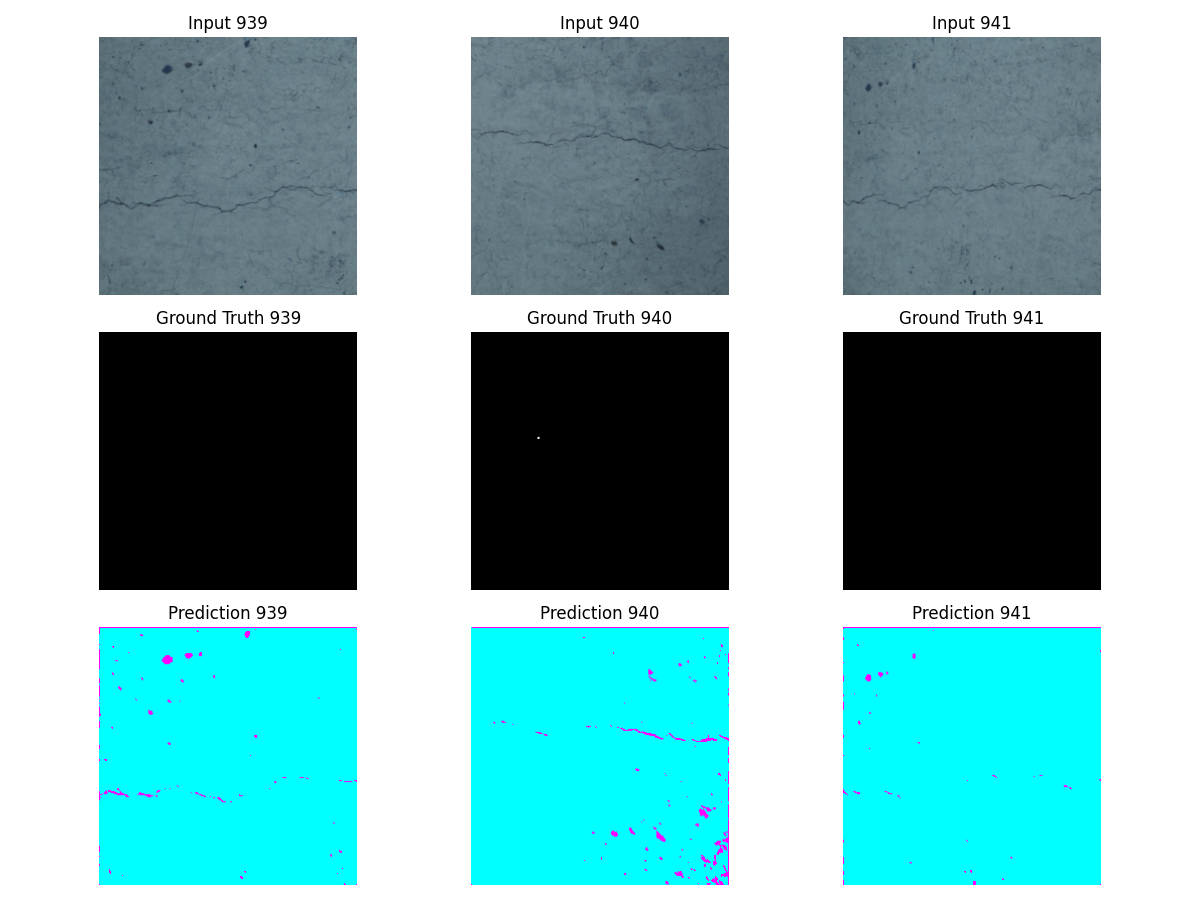 Input 939
Input 940
Input 941
Ground Truth 939
Ground Truth 940
Ground Truth 941
Prediction 939
Prediction 940
Prediction 941